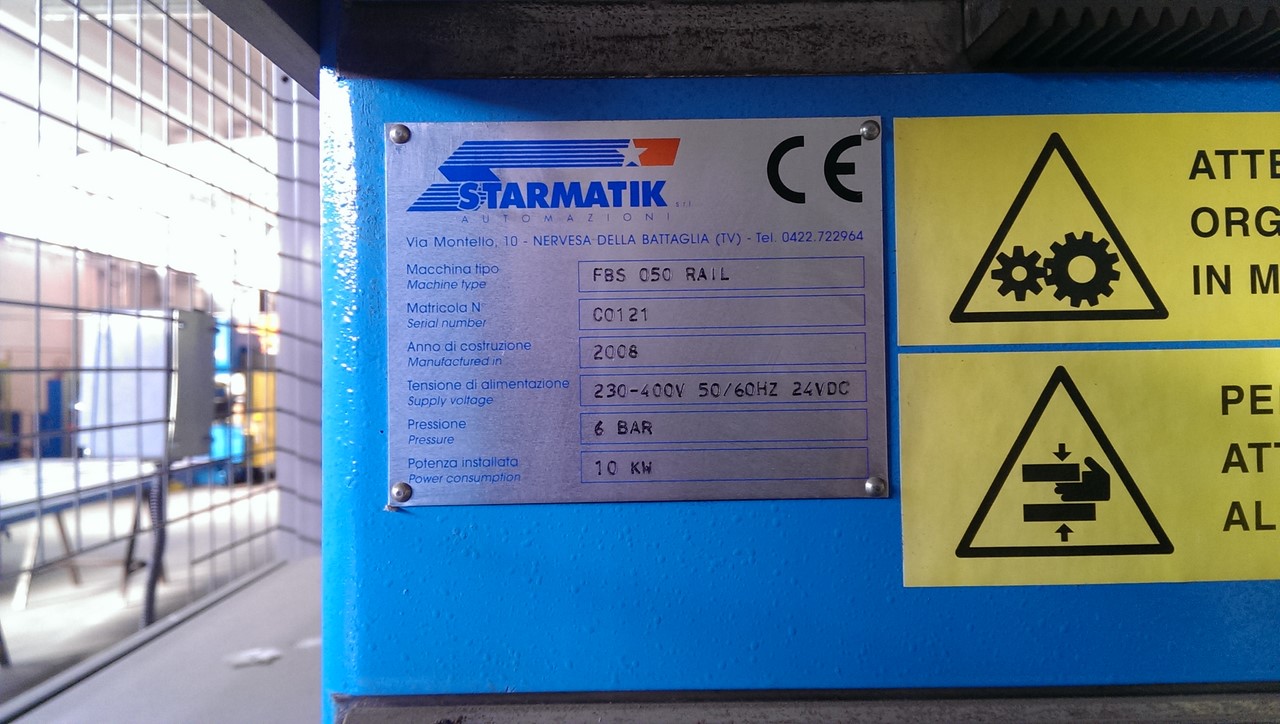 STARMATIK s.r.l.
AUTOMAZIONI
CE
Via Montello, 10 - NERVESA DELLA BATTAGLIA (TV) - Tel. 0422.722964
Macchina tipo
Machine type
FBS 050 RAIL
Matricola N°
Serial number
C0121
Anno di costruzione
Manufactured in
2008
Tensione di alimentazione
Supply voltage
230-400V 50/60HZ 24VDC
Pressione
Pressure
6 BAR
Potenza installata
Power consumption
10 KW
ATTE
ORG
IN M
PE
ATT
AL